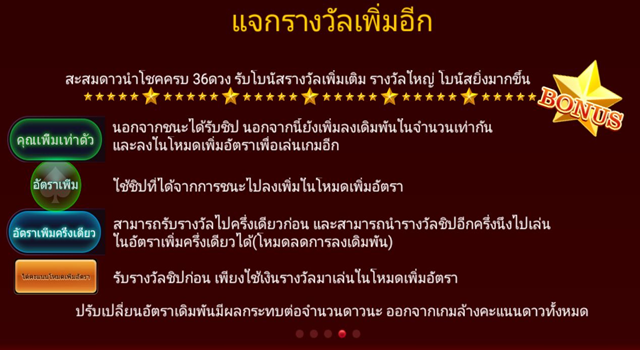 แจกรางวัลเพิ่มอีก
สะสมดาวนำโชคครบ 36ดวง รับโบนัสรางวัลเพิ่มเติม รางวัลใหญ่ โบนัสยิ่งมากขึ้น
BONUS
คุณเพิ่มเท่าตัว
นอกจากชนะได้รับชิป นอกจากนี้ยังเพิ่มลงเดิมพันในจำนวนเท่ากัน
และลงในโหมดเพิ่มอัตราเพื่อเล่นเกมอีก
อัตราเพิ่ม
ใช้ชิปที่ได้จากการชนะไปลงเพิ่มในโหมดเพิ่มอัตรา
อัตราเพิ่มครึ่งเดียว
สามารถรับรางวัลไปครึ่งเดียวก่อน และสามารถนำรางวัลชิปอีกครึ่งนึงไปเล่น
ในอัตราเพิ่มครึ่งเดียวได้(โหมดลดการลงเดิมพัน)
รับรางวัลชิปก่อน เพียงใช้เงินรางวัลมาเล่นในโหมดเพิ่มอัตรา
ปรับเปลี่ยนอัตราเดิมพันมีผลกระทบต่อจำนวนดาวนะ ออกจากเกมล้างคะแนนดาวทั้งหมด